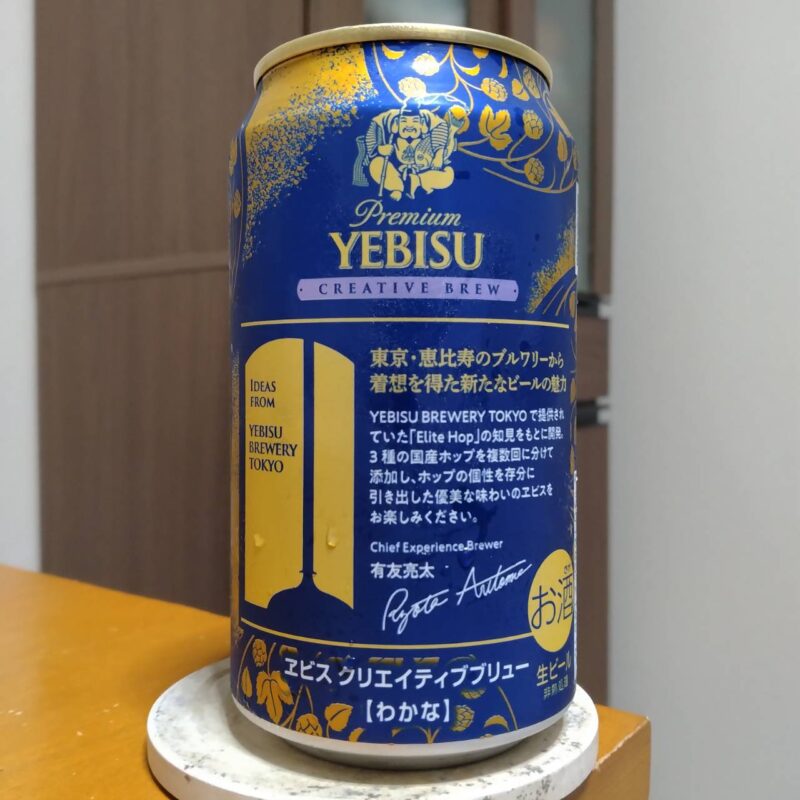 Premium
YEBISU
· CREATIVE BREW ·
IDEAS
FROM
YEBISU
BREWERY
TOKYO
東京・恵比寿のブルワリーから
着想を得た新たなビールの魅力
YEBISU BREWERY TOKYO で提供され
ていた「Elite Hop」の知見をもとに開発。
3種の国産ホップを複数回に分けて
添加し、ホップの個性を存分に
引き出した優美な味わいのヱビスを
お楽しみください。
Chief Experience Brewer
有友亮太
Ryota Aritomo
お酒
生ビール
非熱処理
ヱビス クリエイティブブリュー
【わかな】